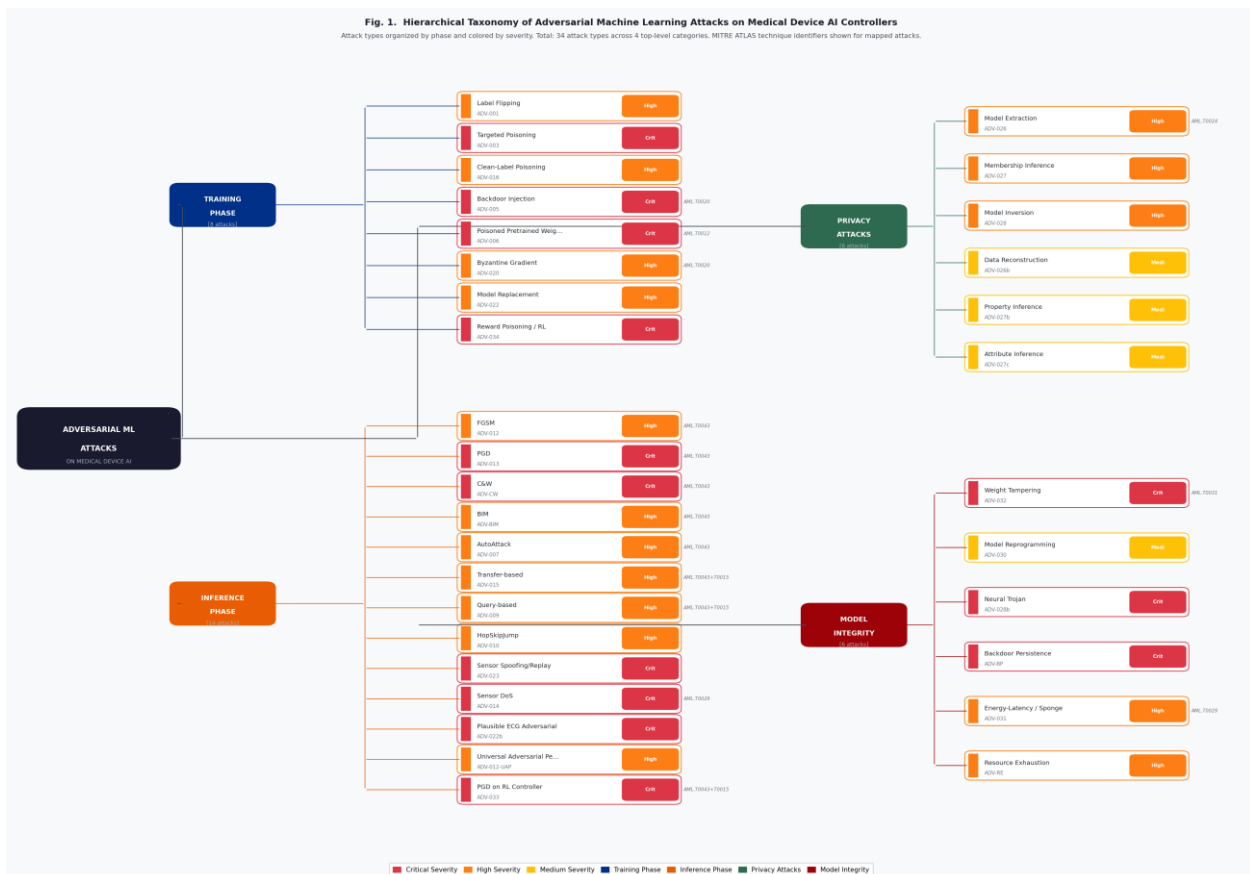 Fig. 1. Hierarchical Taxonomy of Adversarial Machine Learning Attacks on Medical Device AI Controllers
Attack types organized by phase and colored by severity. Total: 34 attack types across 4 top-level categories. MITRE ATLAS technique identifiers shown for mapped attacks.
ADVERSARIAL ML
ATTACKS
ON MEDICAL DEVICE AI
TRAINING
PHASE
[8 attacks]
Label Flipping
ADV-001
High
Targeted Poisoning
ADV-003
Crit
Clean-Label Poisoning
ADV-016
High
Backdoor Injection
ADV-005
Crit
AML.T0020
Poisoned Pretrained Weig...
ADV-006
Crit
AML.T0012
Byzantine Gradient
ADV-020
High
AML.T0020
Model Replacement
ADV-022
High
Reward Poisoning / RL
ADV-034
Crit
INFERENCE
PHASE
attacks]
FGSM
ADV-012
High
AML.T0043
PGD
ADV-013
Crit
AML.T0043
C&W
ADV-CW
Crit
AML.T0043
BIM
ADV-BIM
High
AML.T0043
AutoAttack
ADV-007
High
AML.T0043
Transfer-based
ADV-015
High
AML.T0043+T0015
Query-based
ADV-009
High
AML.T0043+T0015
HopSkipJump
ADV-010
High
Sensor Spoofing/Replay
ADV-023
Crit
Sensor DoS
ADV-014
Crit
AML.T0029
Plausible ECG Adversarial
ADV-022b
Crit
Universal Adversarial Pe...
ADV-012-UAP
High
PGD on RL Controller
ADV-033
Crit
AML.T0043+T0015
PRIVACY
ATTACKS
attacks]
Model Extraction
ADV-026
High
AML.T0024
Membership Inference
ADV-027
High
Model Inversion
ADV-028
High
Data Reconstruction
ADV-026b
Medi
Property Inference
ADV-027b
Medi
Attribute Inference
ADV-027c
Medi
MODEL
INTEGRITY
attacks]
Weight Tampering
ADV-032
Crit
AML.T0031
Model Reprogramming
ADV-030
Medi
Neural Trojan
ADV-028b
Crit
Backdoor Persistence
ADV-BP
Crit
Energy-Latency / Sponge
ADV-031
High
AML.T0029
Resource Exhaustion
ADV-RE
High
Critical Severity
High Severity
Medium Severity
Training Phase
Inference Phase
Privacy Attacks
Model Integrity